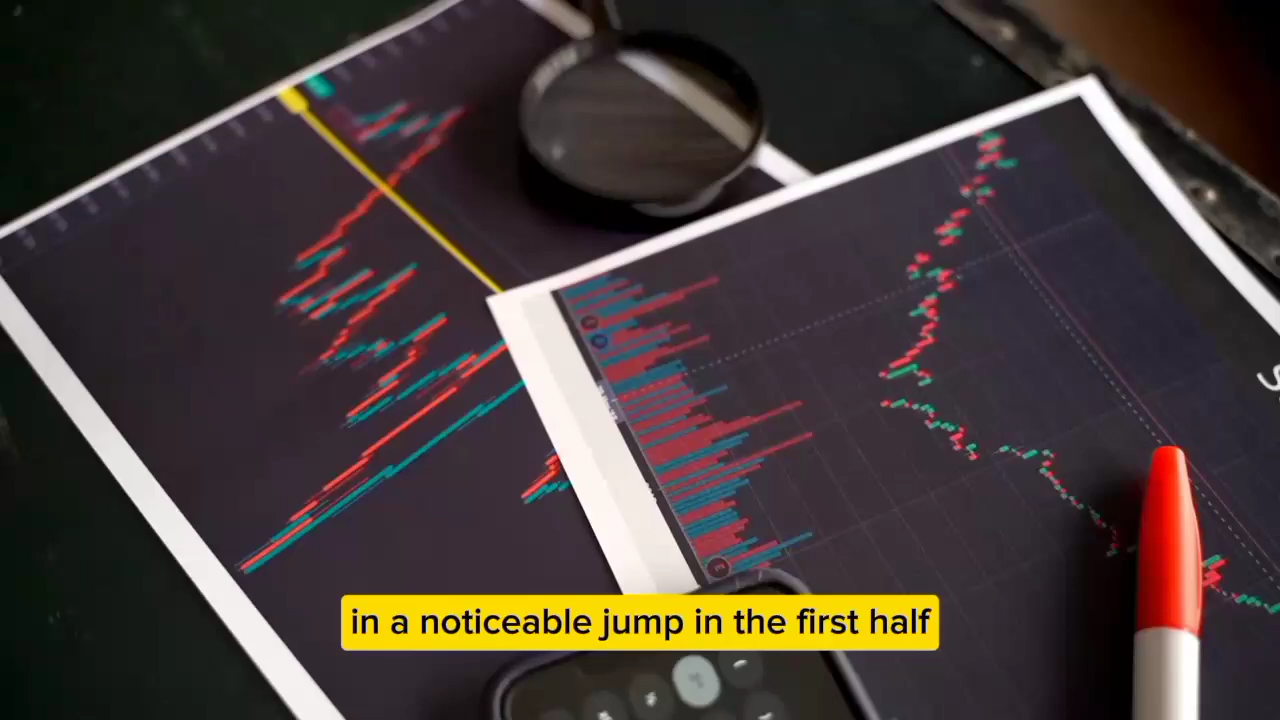 in a noticeable jump in the first half